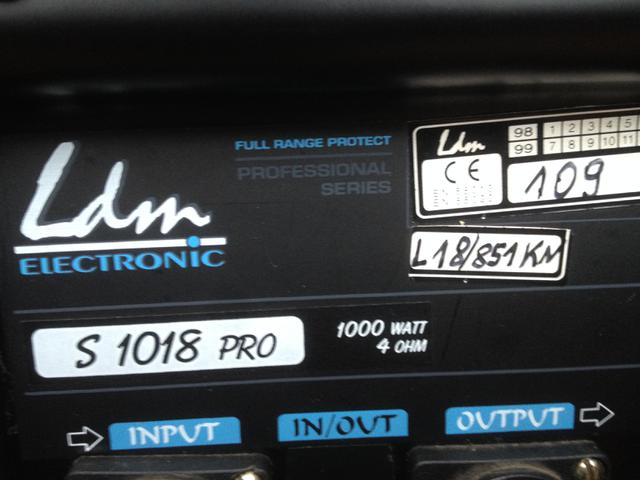 Ldm
ELECTRONIC
FULL RANGE PROTECT
PROFESSIONAL
SERIES
Ldm
98 1 2 3 4 5
99 7 8 9 10 11
CE
109
L18/851KM
S 1018 PRO
1000 WATT
4 OHM
INPUT
IN/OUT
OUTPUT